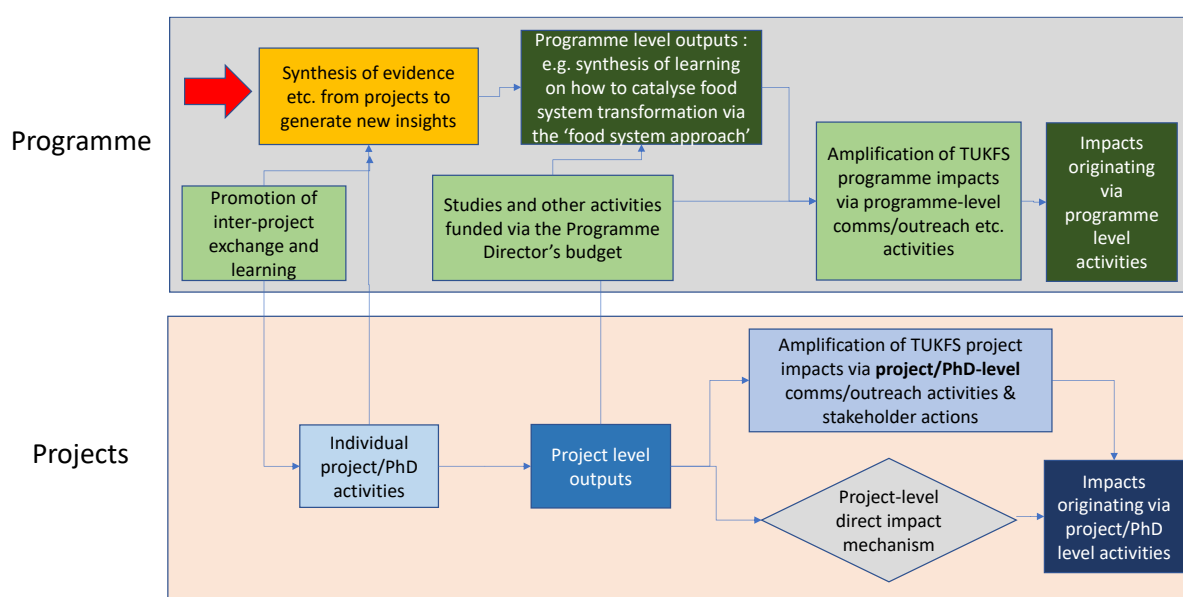 Programme
Synthesis of evidence
etc. from projects to
generate new insights
Programme level outputs :
e.g. synthesis of learning
on how to catalyse food
system transformation via
the ‘food system approach’
Promotion of
inter-project
exchange and
learning
Studies and other activities
funded via the Programme
Director’s budget
Amplification of TUKFS
programme impacts
via programme-level
comms/outreach etc.
activities
Impacts
originating
via
programme
level
activities
Projects
Individual
project/PhD
activities
Project level
outputs
Amplification of TUKFS project
impacts via project/PhD-level
comms/outreach activities &
stakeholder actions
Project-level
direct impact
mechanism
Impacts
originating via
project/PhD
level activities